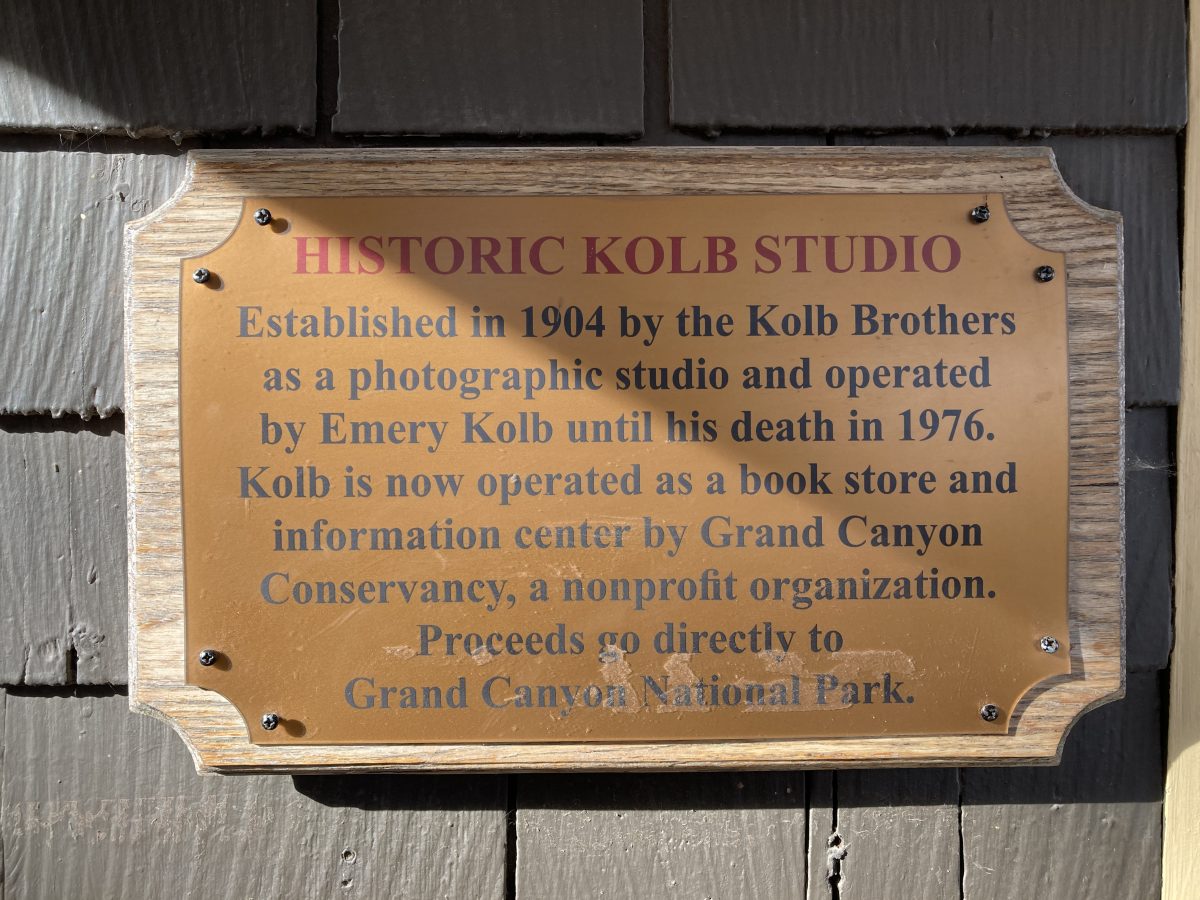 HISTORIC KOLB STUDIO
Established in 1904 by the Kolb Brothers
as a photographic studio and operated
by Emery Kolb until his death in 1976.
Kolb is now operated as a book store and
information center by Grand Canyon
Conservancy, a nonprofit organization.
Proceeds go directly to
Grand Canyon National Park.